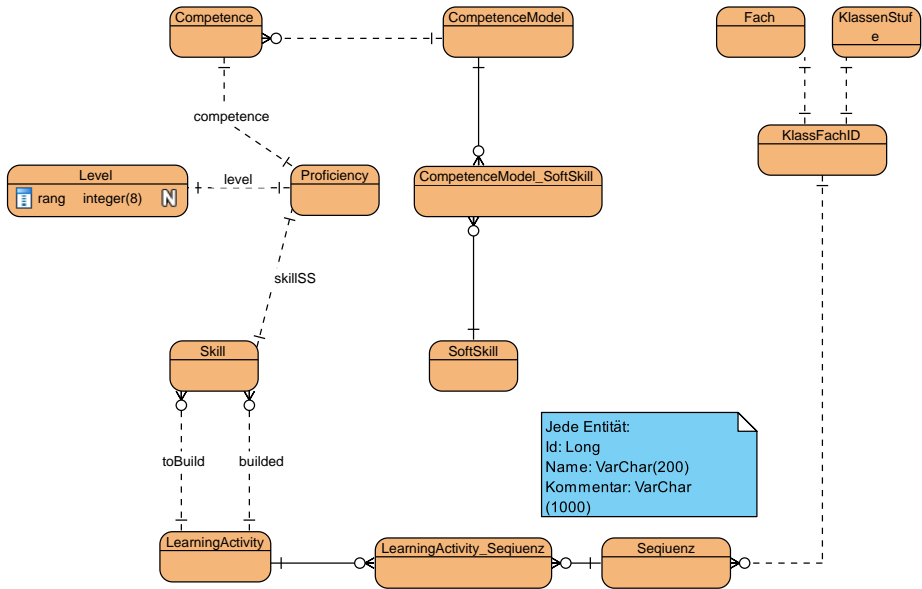 Competence
CompetenceModel
Fach
KlassenStuf
e
competence
KlassFachID
Level
rang integer(8) N
level
Proficiency
CompetenceModel_SoftSkill
skillSS
Skill
SoftSkill
toBuild
builded
Jede Entität:
Id: Long
Name: VarChar(200)
Kommentar: VarChar
(1000)
LearningActivity
LearningActivity_Seqiuenz
Seqiuenz